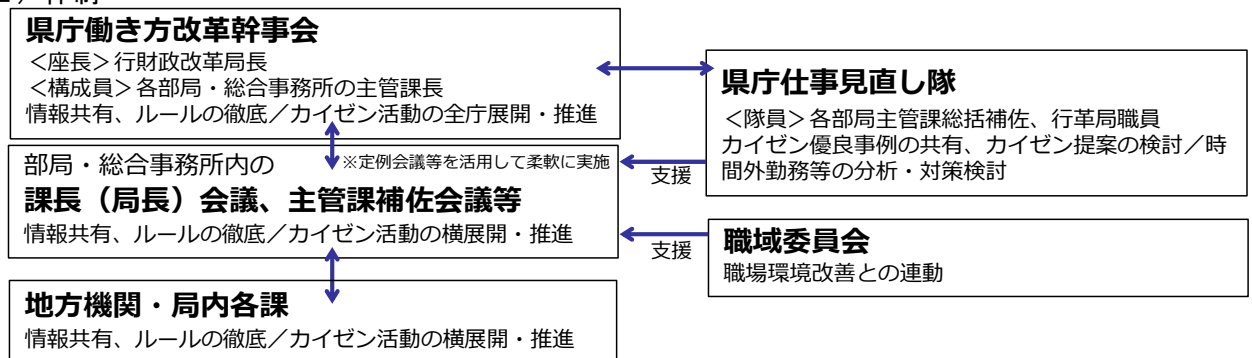 県庁働き方改革幹事会
＜座長＞行財政改革局長
＜構成員＞各部局・総合事務所の主管課長
情報共有、ルールの徹底／カイゼン活動の全庁展開・推進
県庁仕事見直し隊
＜隊員＞各部局主管課総括補佐、行革局職員
カイゼン優良事例の共有、カイゼン提案の検討／時
間外勤務等の分析・対策検討
部局・総合事務所内の
※定例会議等を活用して柔軟に実施
課長（局長）会議、主管課補佐会議等
情報共有、ルールの徹底／カイゼン活動の横展開・推進
支援
支援
職域委員会
職場環境改善との連動
地方機関・局内各課
情報共有、ルールの徹底／カイゼン活動の横展開・推進